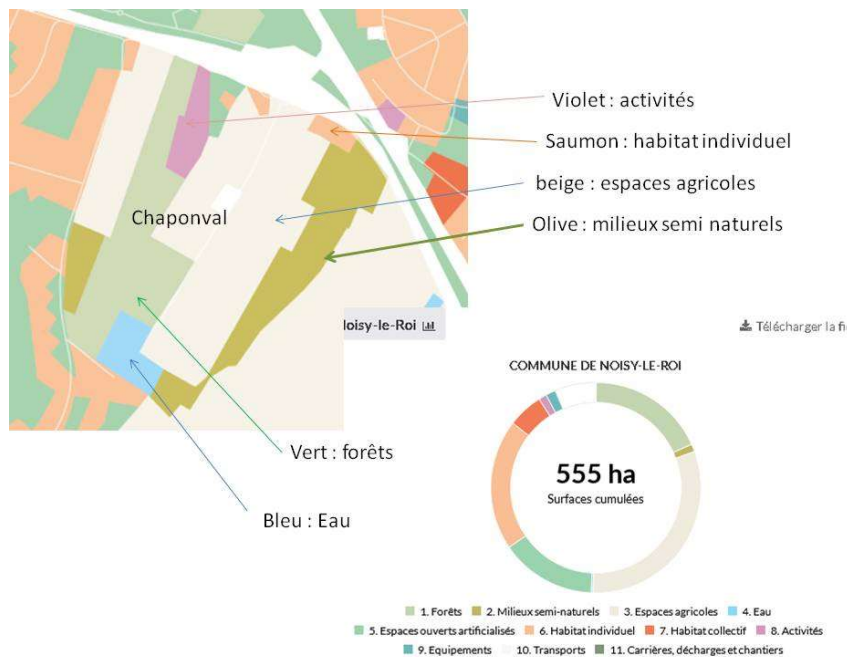 Violet : activités
Saumon : habitat individuel
beige : espaces agricoles
Olive : milieux semi naturels
Chaponval
Noisy-le-Roi
Télécharger la fi
COMMUNE DE NOISY-LE-ROI
555 ha
Surfaces cumulées
Vert : forêts
Bleu : Eau
1. Forêts 2. Milieux semi-naturels 3. Espaces agricoles 4. Eau
5. Espaces ouverts artificialisés 6. Habitat individuel 7. Habitat collectif 8. Activités
9. Equipements 10. Transports 11. Carrières, décharges et chantiers